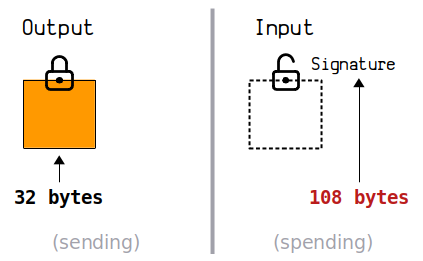 Output
32 bytes
(sending)
Input
Signature
108 bytes
(spending)